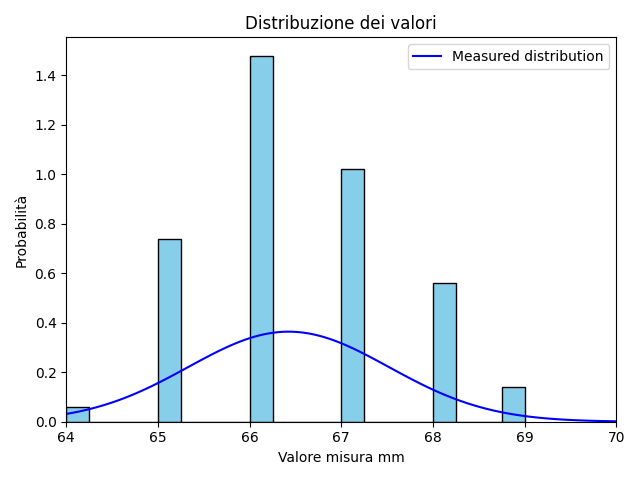 Distribuzione dei valori
Measured distribution
1.4
1.2
1.0
0.8
0.6
0.4
0.2
0.0
Probabilità
64 65 66 67 68 69 70
Valore misura mm